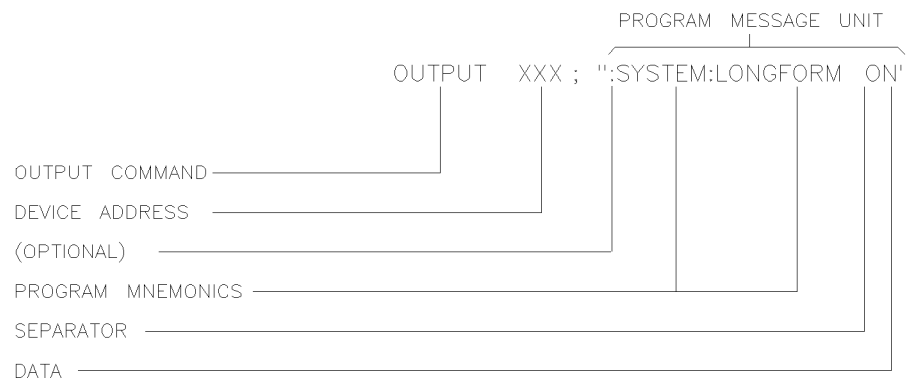 PROGRAM MESSAGE UNIT
OUTPUT XXX ; ":SYSTEM:LONGFORM ON"
OUTPUT COMMAND
DEVICE ADDRESS
(OPTIONAL)
PROGRAM MNEMONICS
SEPARATOR
DATA